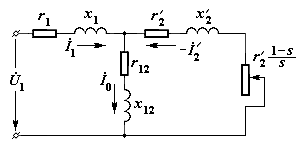 r₁ x₁ r₂′ x₂′
İ₁ −İ₂′
U̇₁ İ₀ r₁₂ r₂′ 1−s/s
x₁₂